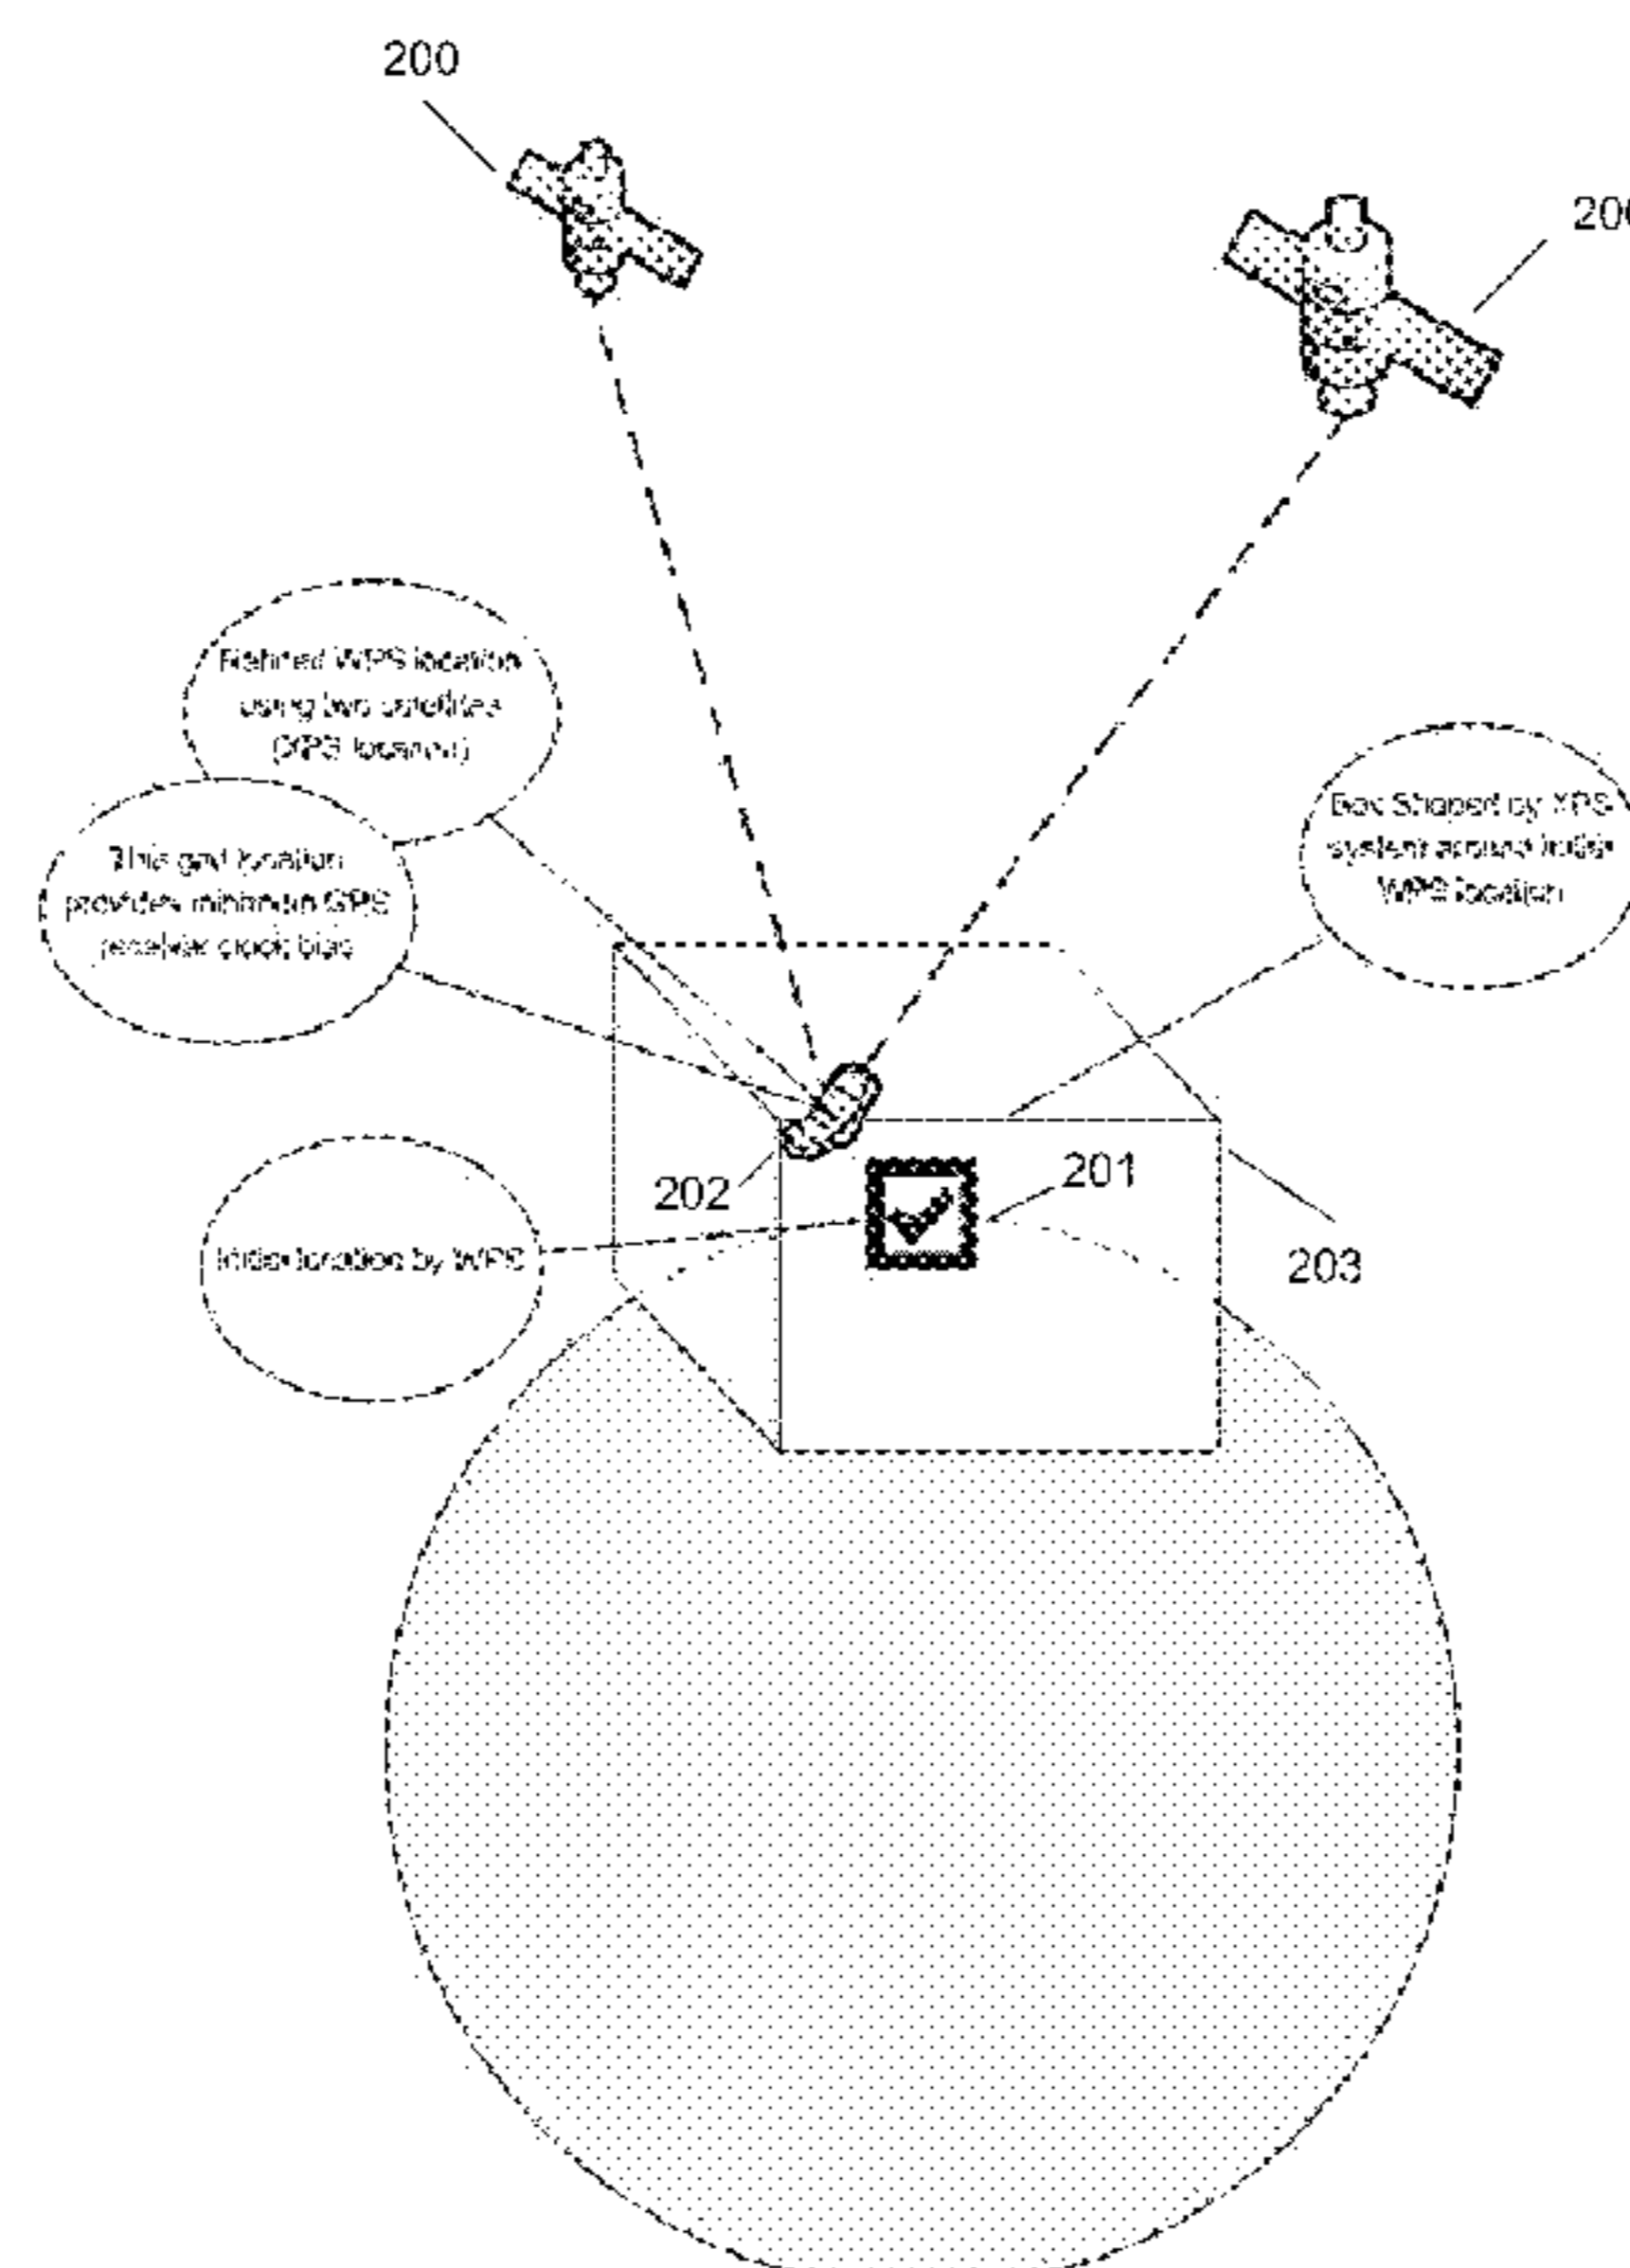 200
200
Refined WPS location
using two satellites
(XPS location)
This grid location
provides minimum GPS
receiver clock bias
Box Shaped by XPS
system around initial
WPS location
202
201
203
Initial location by WPS